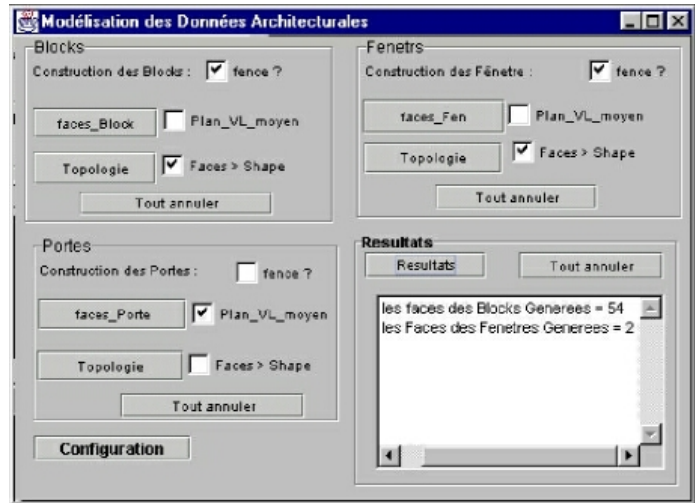 Modélisation des Données Architecturales
Blocks
Construction des Blocks : fence ?
faces_Block Plan_VL_moyen
Topologie Faces > Shape
Tout annuler
Fenetrs
Construction des Fênetre : fence ?
faces_Fen Plan_VL_moyen
Topologie Faces > Shape
Tout annuler
Portes
Construction des Portes : fence ?
faces_Porte Plan_VL_moyen
Topologie Faces > Shape
Tout annuler
Configuration
Resultats
Resultats Tout annuler
les faces des Blocks Generees = 54
les Faces des Fenetres Generees = 2